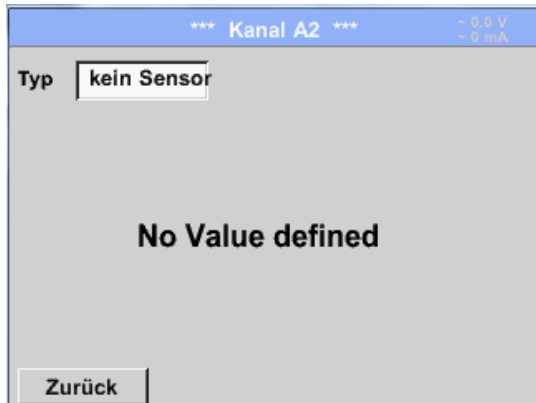 *** Kanal A2 ***
~ 0.0 V
~ 0 mA
Typ kein Sensor
No Value defined
Zurück